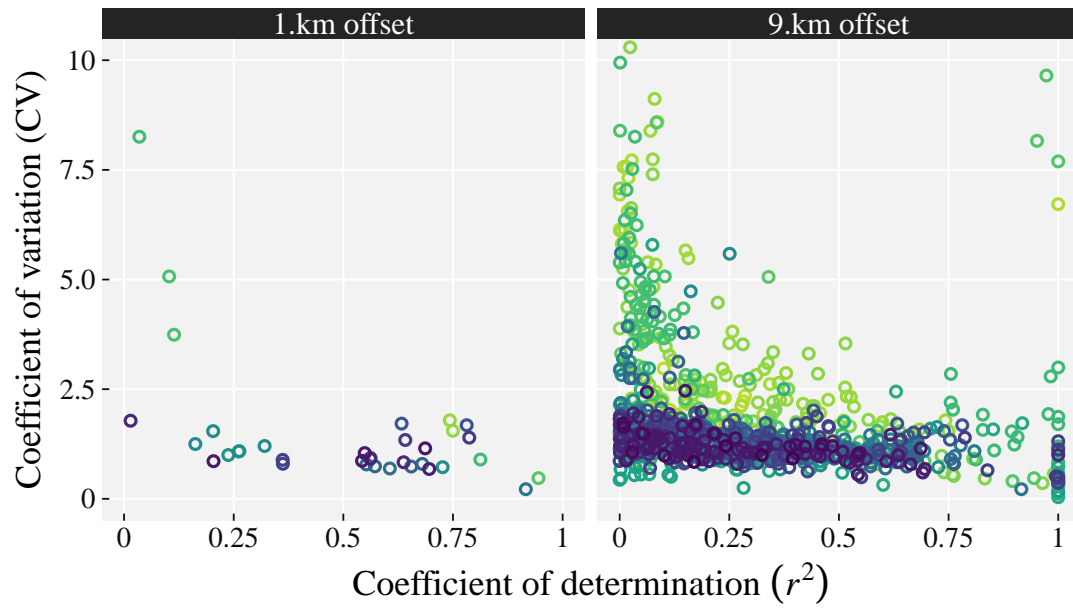 1.km offset 9.km offset
Coefficient of variation (CV)
10
7.5
5.0
2.5
0
0 0.25 0.5 0.75 1 0 0.25 0.5 0.75 1
Coefficient of determination (r²)